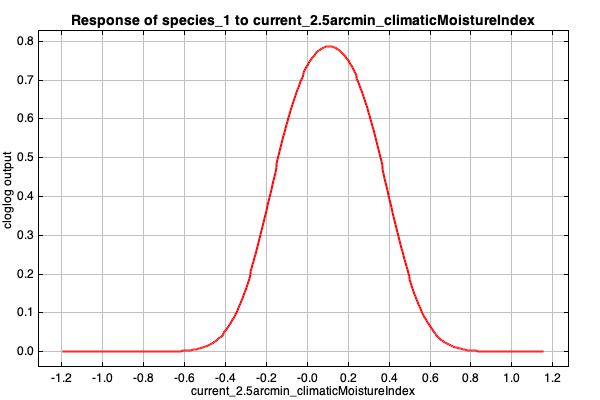 Response of species_1 to current_2.5arcmin_climaticMoistureIndex
cloglog output
0.8
0.7
0.6
0.5
0.4
0.3
0.2
0.1
0.0
-1.2 -1.0 -0.8 -0.6 -0.4 -0.2 -0.0 0.2 0.4 0.6 0.8 1.0 1.2
current_2.5arcmin_climaticMoistureIndex